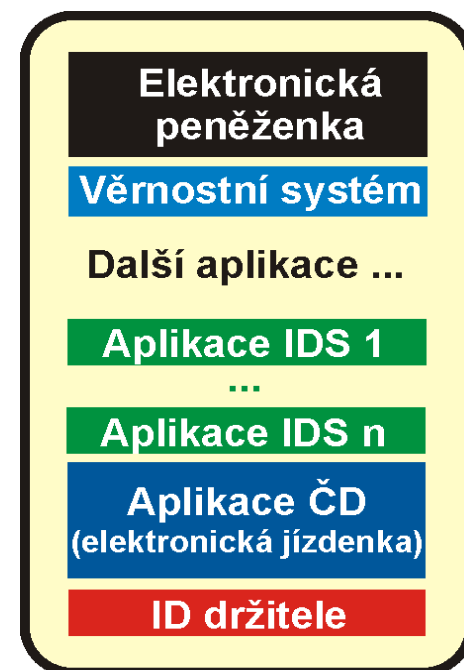 Elektronická
peněženka
Věrnostní systém
Další aplikace ...
Aplikace IDS 1
...
Aplikace IDS n
Aplikace ČD
(elektronická jízdenka)
ID držitele